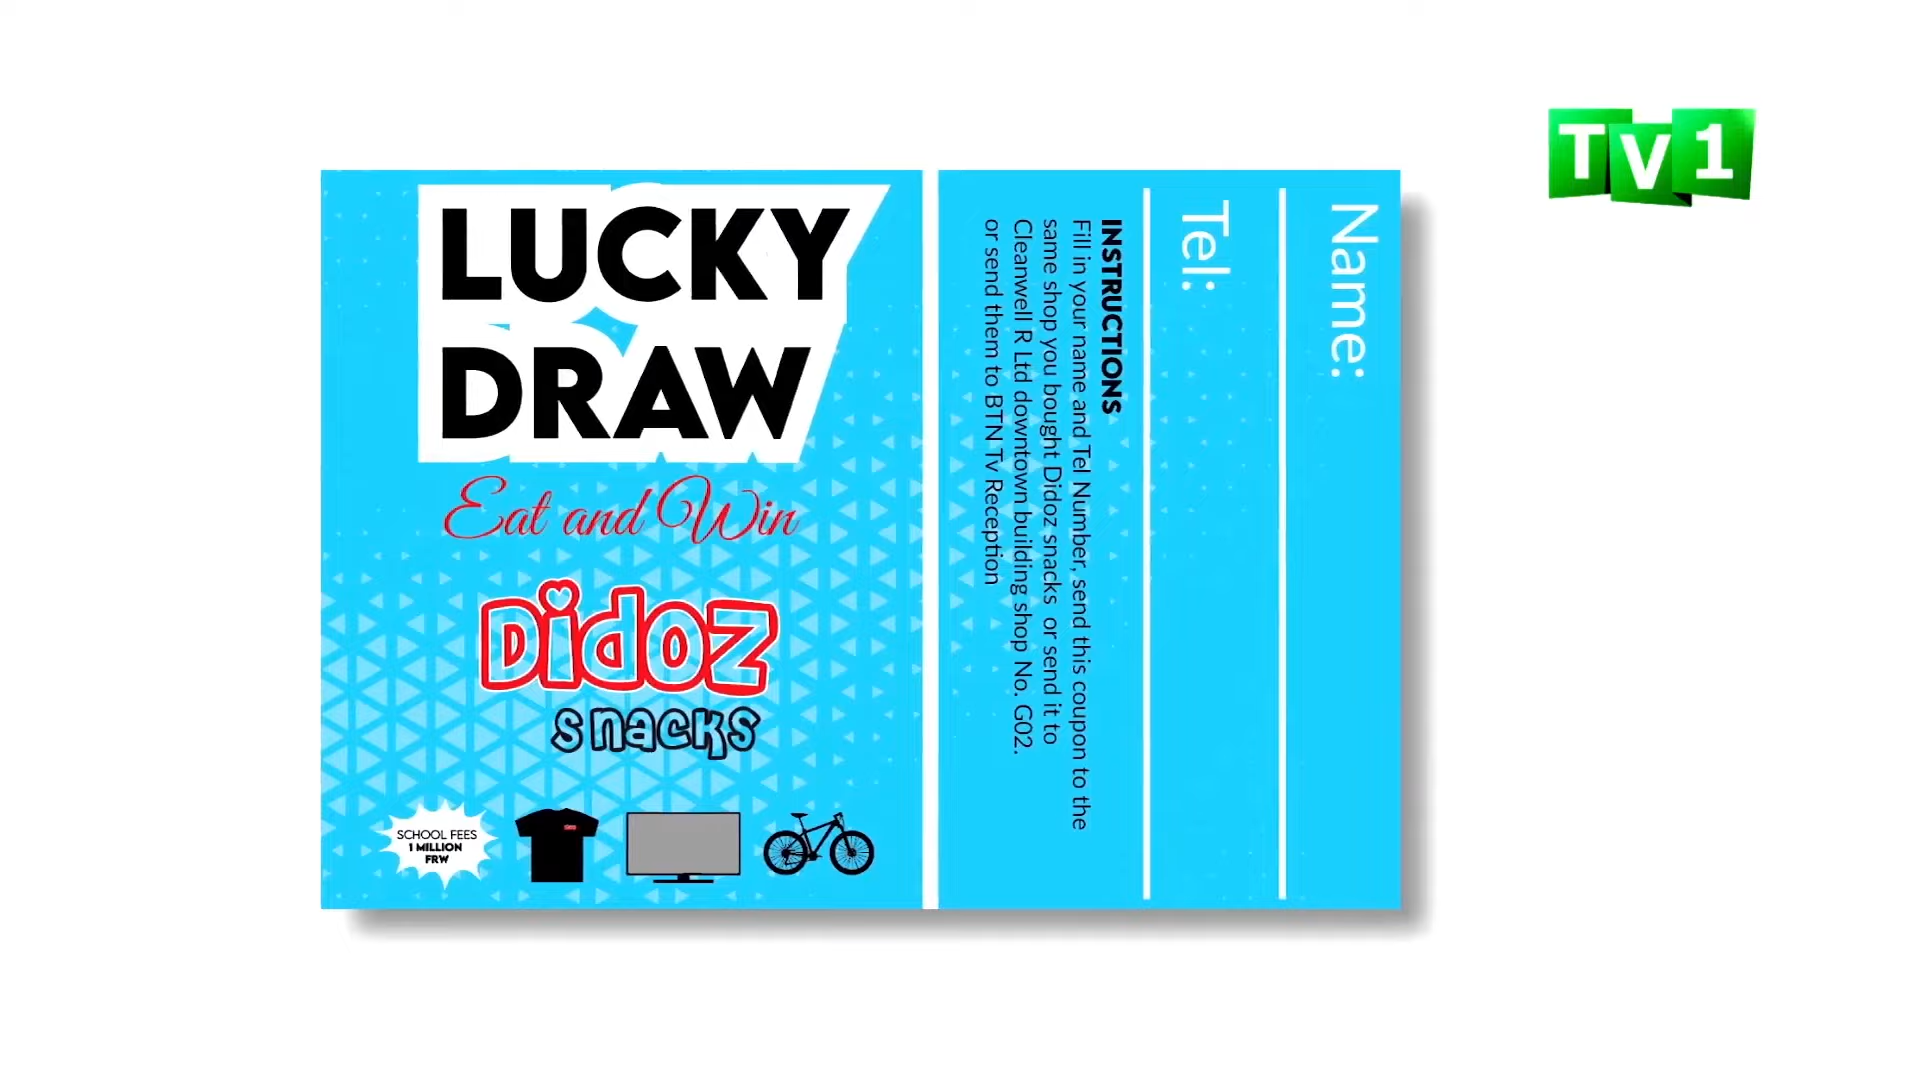 LUCKY
DRAW
Eat and Win
Didoz
snacks
SCHOOL FEES
1 MILLION
FRW
Name:
Tel:
INSTRUCTIONS
Fill in your name and Tel Number, send this coupon to the
same shop you bought Didoz snacks or send it to
Cleanwell R Ltd downtown building shop No. G02.
or send them to BTN Tv Reception
TV1